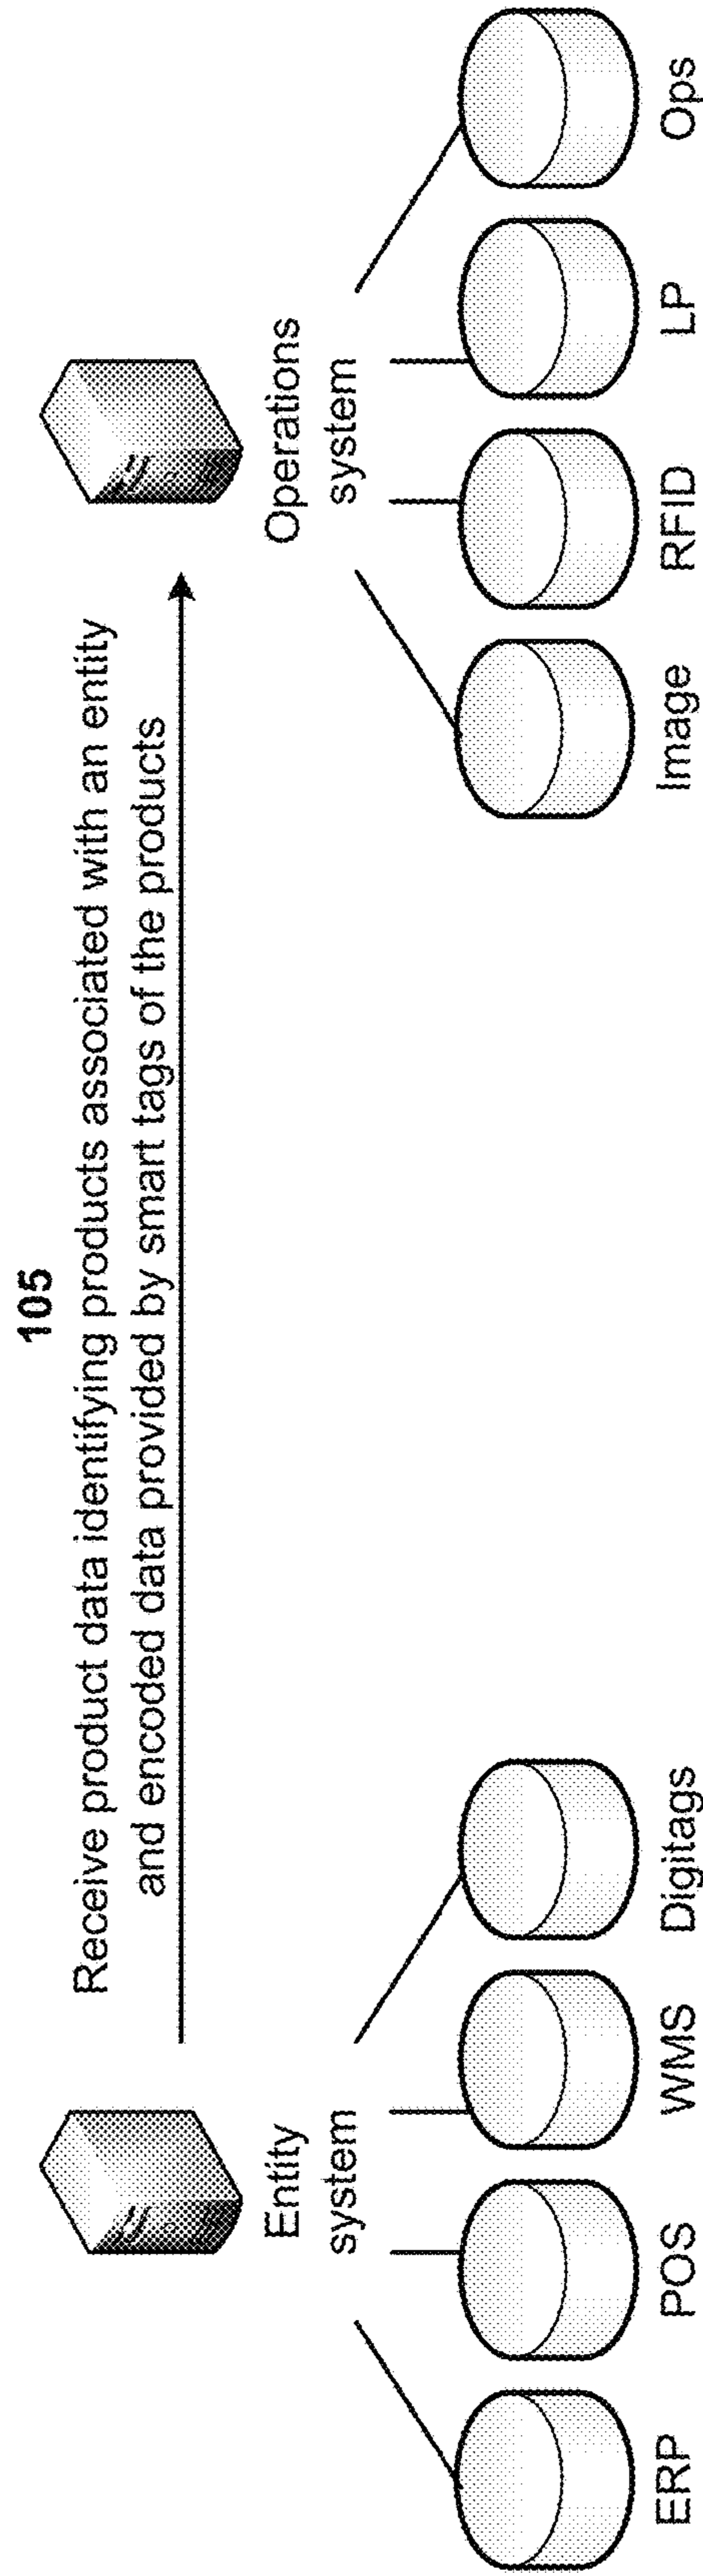 105
Receive product data identifying products associated with an entity
and encoded data provided by smart tags of the products
Entity
system
Operations
system
ERP
POS
WMS
Digitags
Image
RFID
LP
Ops